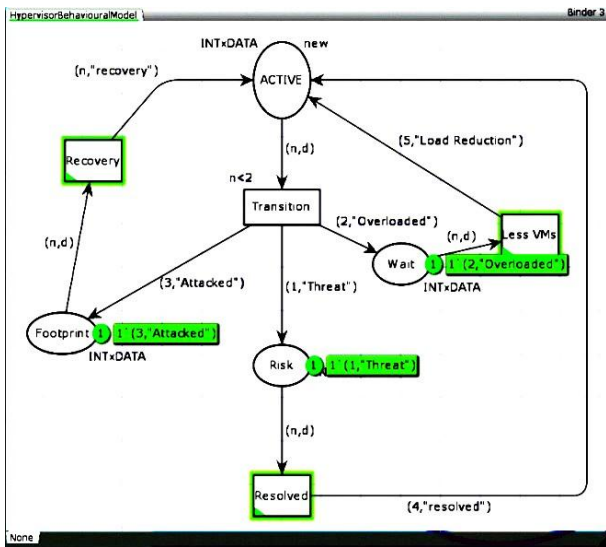 HypervisorBehaviouralModel
Binder 3
INTxDATA
new
(n,"recovery")
ACTIVE
(5,"Load Reduction")
Recovery
(n,d)
n<2
Transition
(2,"Overloaded")
(n,d)
Less VMs
(n,d)
Wait
1
1`(2,"Overloaded")
INTxDATA
(3,"Attacked")
(1,"Threat")
Footprint
1
1`(3,"Attacked")
INTxDATA
Risk
1
1`(1,"Threat")
(n,d)
Resolved
(4,"resolved")
None